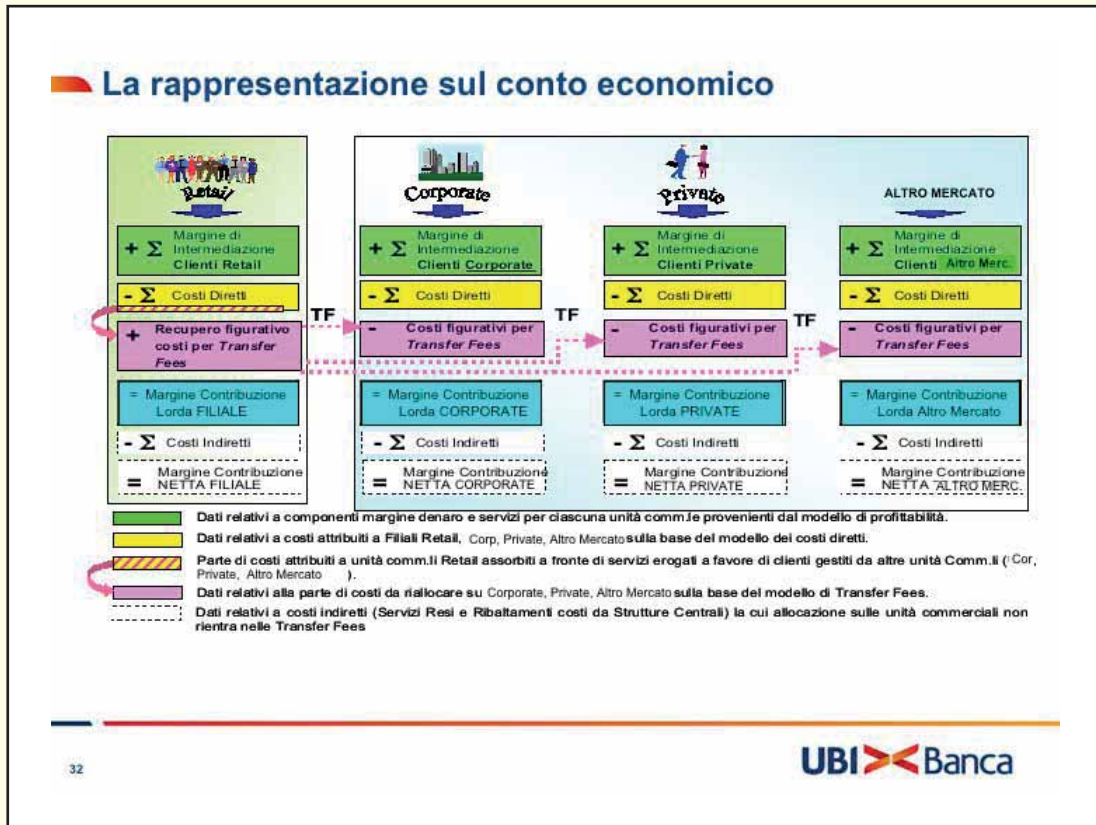 La rappresentazione sul conto economico
Retail
Corporate
Private
ALTRO MERCATO
+ Σ Margine di
Intermediazione
Clienti Retail
+ Σ Margine di
Intermediazione
Clienti Corporate
+ Σ Margine di
Intermediazione
Clienti Private
+ Σ Margine di
Intermediazione
Clienti Altro Merc.
- Σ Costi Diretti
- Σ Costi Diretti
- Σ Costi Diretti
- Σ Costi Diretti
TF
TF
TF
+ Recupero figurativo
costi per Transfer
Fees
- Costi figurativi per
Transfer Fees
- Costi figurativi per
Transfer Fees
- Costi figurativi per
Transfer Fees
= Margine Contribuzione
Lorda FILIALE
= Margine Contribuzione
Lorda CORPORATE
= Margine Contribuzione
Lorda PRIVATE
= Margine Contribuzione
Lorda Altro Mercato
- Σ Costi Indiretti
- Σ Costi Indiretti
- Σ Costi Indiretti
- Σ Costi Indiretti
= Margine Contribuzione
NETTA FILIALE
= Margine Contribuzione
NETTA CORPORATE
= Margine Contribuzione
NETTA PRIVATE
= Margine Contribuzione
NETTA ALTRO MERC.
Dati relativi a componenti margine denaro e servizi per ciascuna unità comm.le provenienti dal modello di profittabilità.
Dati relativi a costi attribuiti a Filiali Retail, Corp, Private, Altro Mercato sulla base del modello dei costi diretti.
Parte di costi attribuiti a unità comm.li Retail assorbiti a fronte di servizi erogati a favore di clienti gestiti da altre unità Comm.li (Cor,
Private, Altro Mercato ).
Dati relativi alla parte di costi da riallocare su Corporate, Private, Altro Mercato sulla base del modello di Transfer Fees.
Dati relativi a costi indiretti (Servizi Resi e Ribaltamenti costi da Strutture Centrali) la cui allocazione sulle unità commerciali non
rientra nelle Transfer Fees
32
UBI Banca